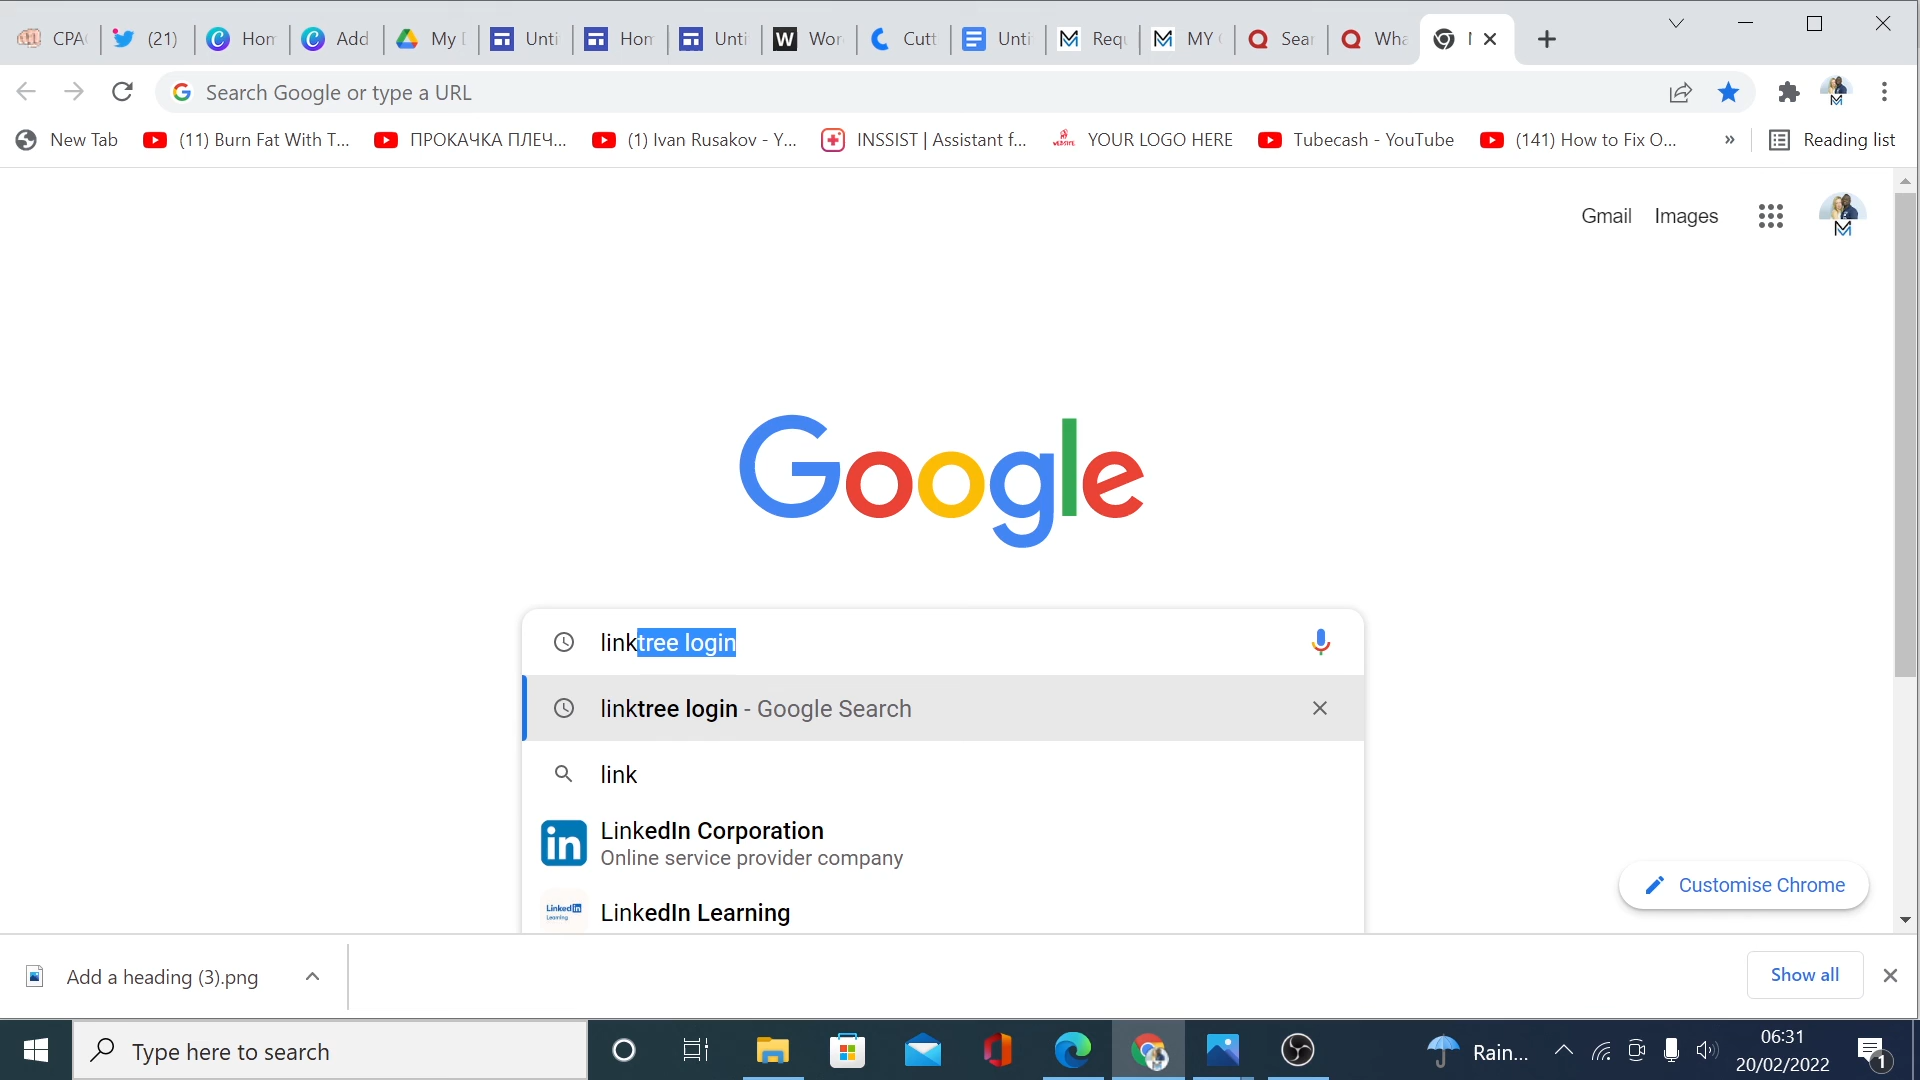 CPA (21) Hom Add My D Unti Hom Unti Wor Cutt Unti Requ MY Sear Wha
Search Google or type a URL
New Tab (11) Burn Fat With T... ПРОКАЧКА ПЛЕЧ... (1) Ivan Rusakov - Y... INSSIST | Assistant f... YOUR LOGO HERE Tubecash - YouTube (141) How to Fix O... » Reading list
Gmail Images
Google
linktree login
linktree login - Google Search
link
LinkedIn Corporation
Online service provider company
LinkedIn Learning
Customise Chrome
Add a heading (3).png Show all
Type here to search Rain... 06:31
20/02/2022 1